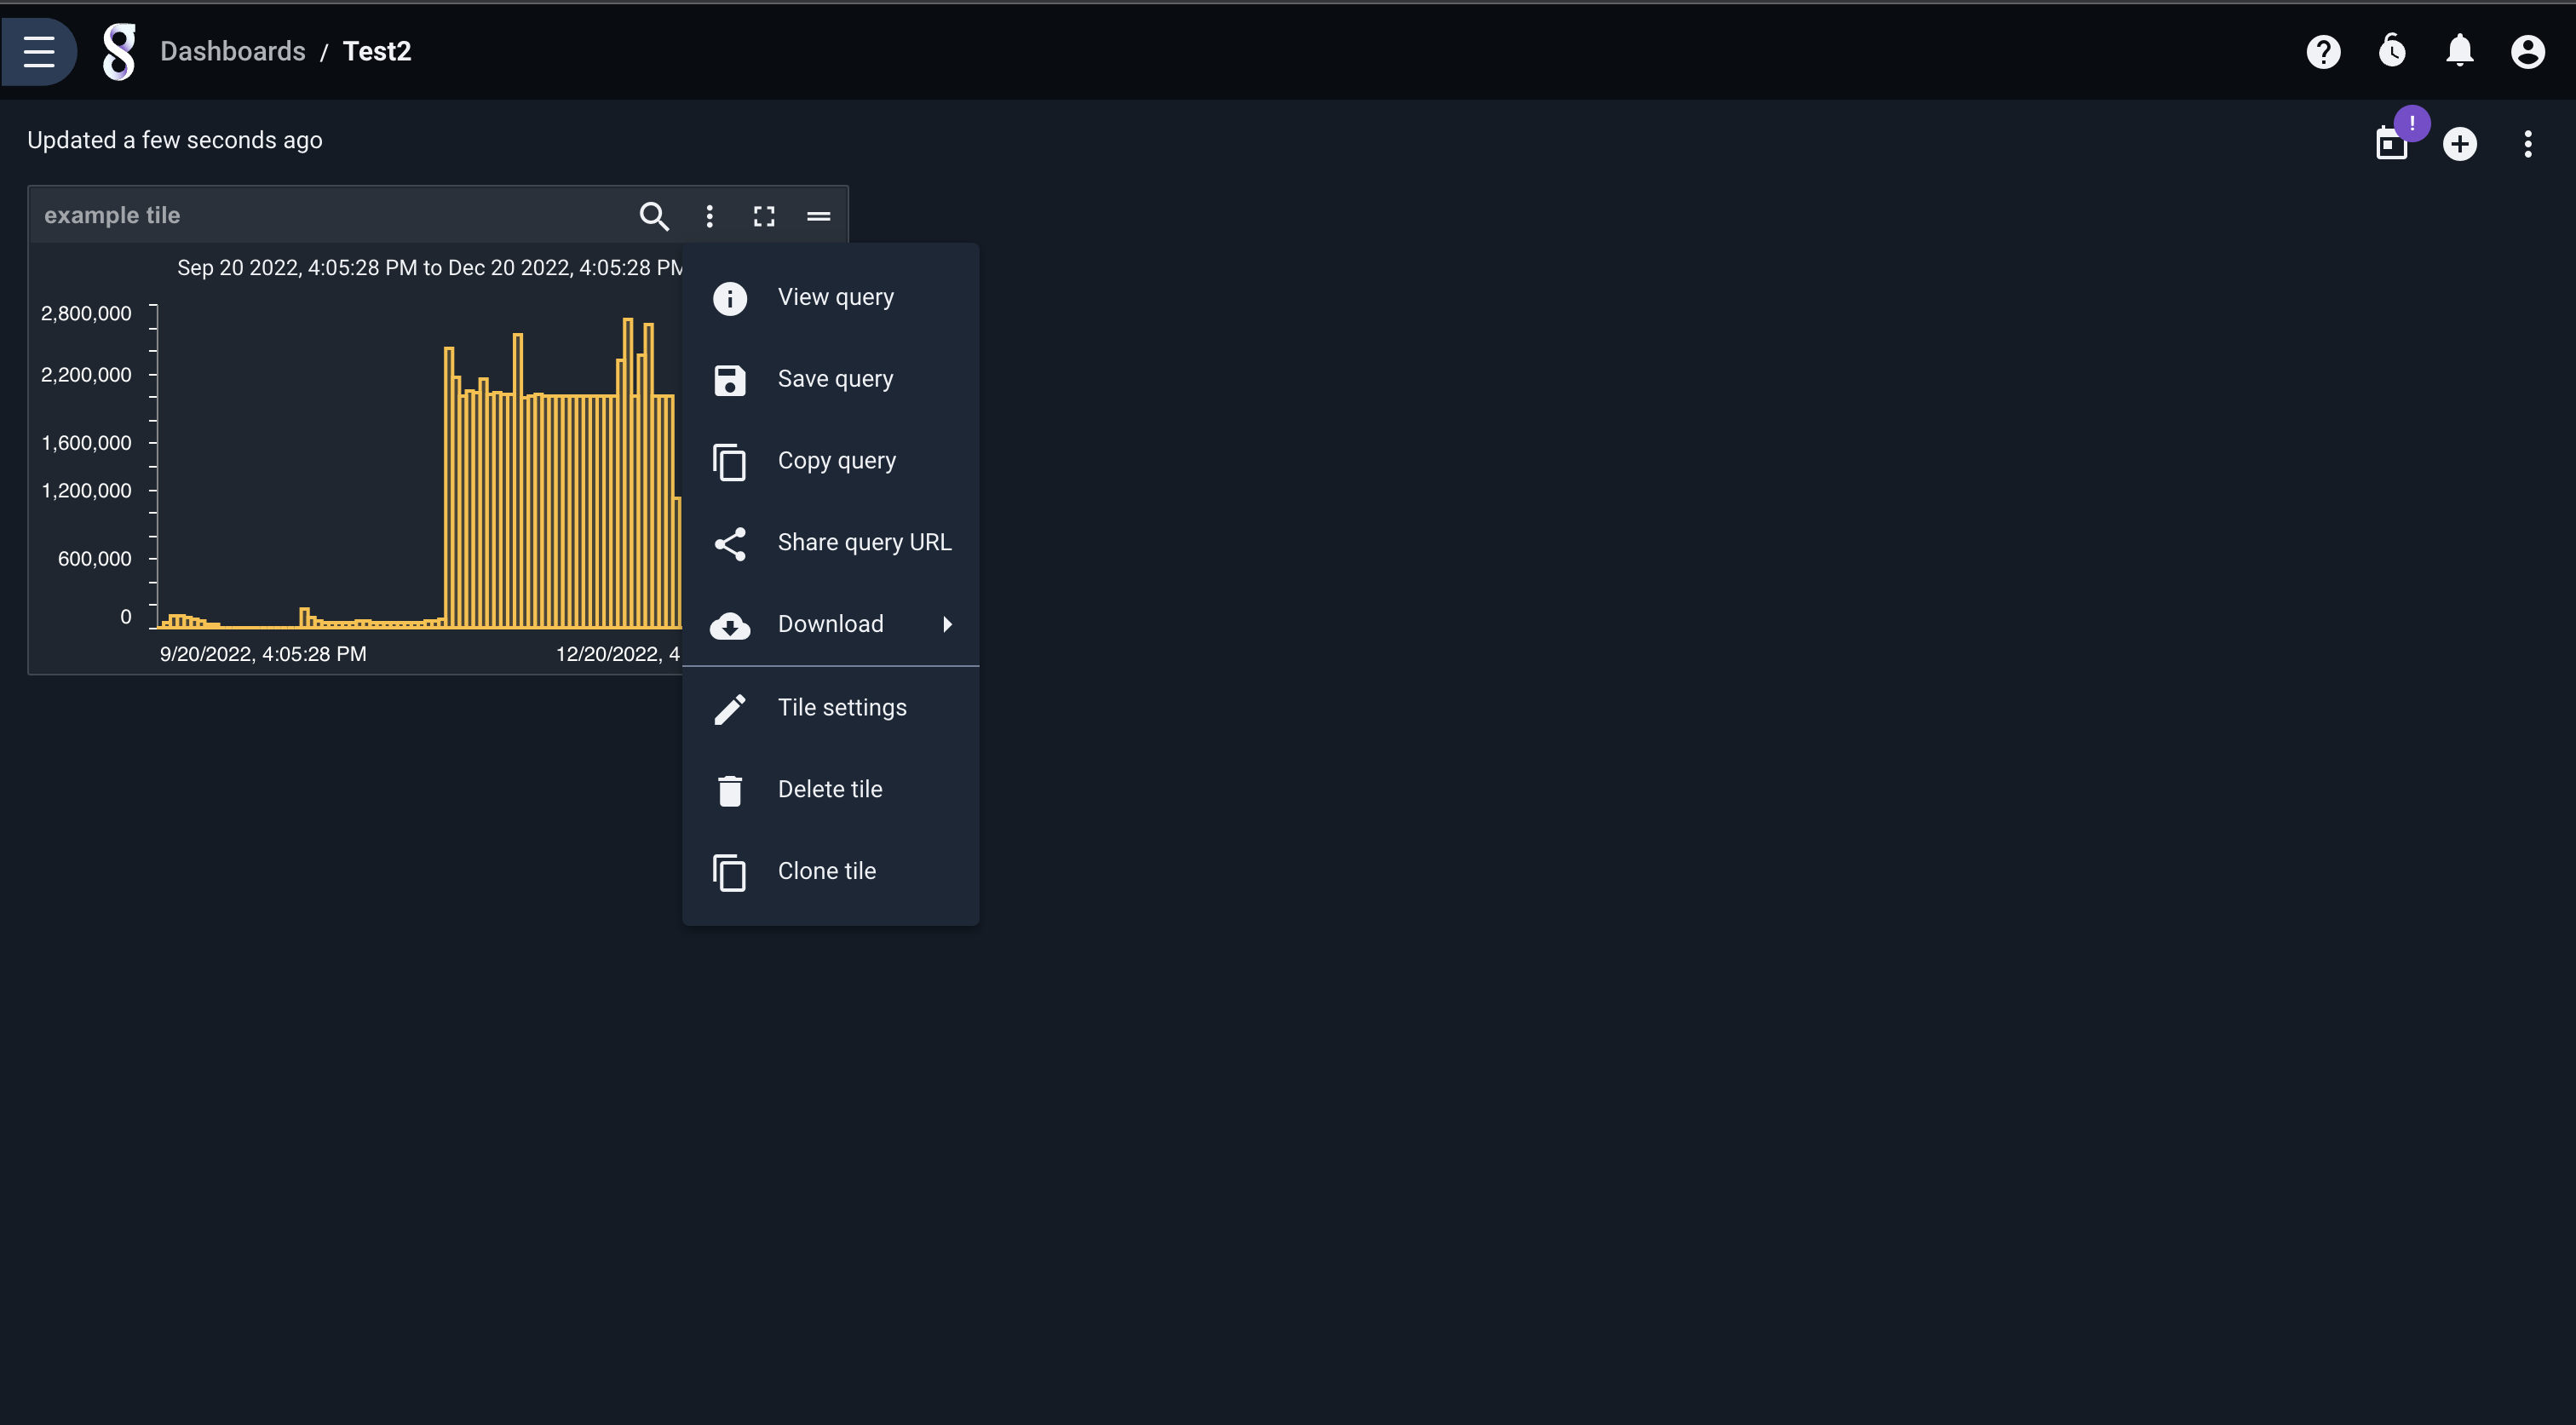 Dashboards / Test2
Updated a few seconds ago
!
example tile
Sep 20 2022, 4:05:28 PM to Dec 20 2022, 4:05:28 PM
2,800,000
2,200,000
1,600,000
1,200,000
600,000
0
9/20/2022, 4:05:28 PM
12/20/2022, 4
View query
Save query
Copy query
Share query URL
Download
Tile settings
Delete tile
Clone tile